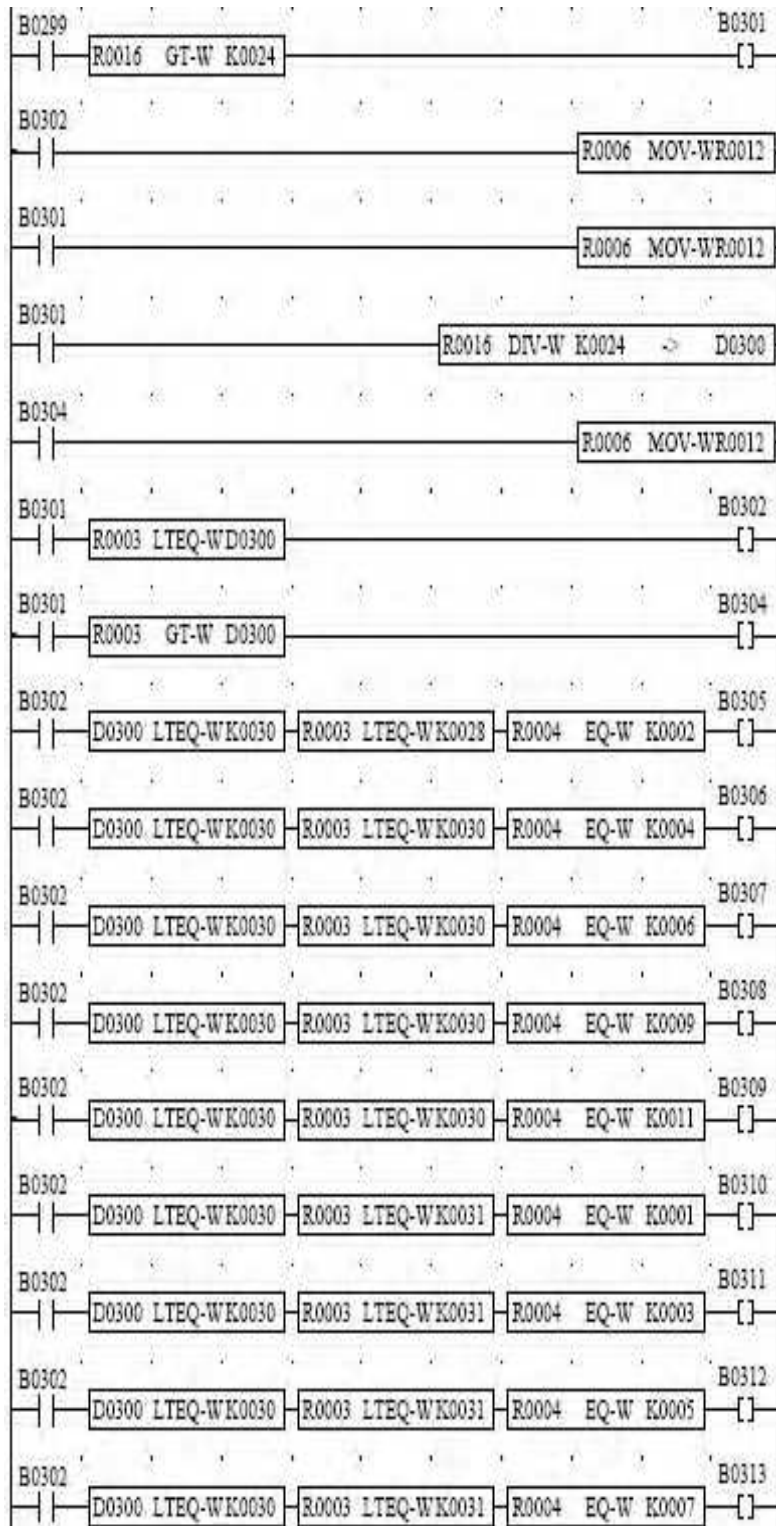 B0299 B0301
R0016 GT-W K0024
B0302
R0006 MOV-WR0012
B0301
R0006 MOV-WR0012
B0301
R0016 DIV-W K0024 -> D0300
B0304
R0006 MOV-WR0012
B0301 B0302
R0003 LTEQ-WD0300
B0301 B0304
R0003 GT-W D0300
B0302 B0305
D0300 LTEQ-WK0030 R0003 LTEQ-WK0028 R0004 EQ-W K0002
B0302 B0306
D0300 LTEQ-WK0030 R0003 LTEQ-WK0030 R0004 EQ-W K0004
B0302 B0307
D0300 LTEQ-WK0030 R0003 LTEQ-WK0030 R0004 EQ-W K0006
B0302 B0308
D0300 LTEQ-WK0030 R0003 LTEQ-WK0030 R0004 EQ-W K0009
B0302 B0309
D0300 LTEQ-WK0030 R0003 LTEQ-WK0030 R0004 EQ-W K0011
B0302 B0310
D0300 LTEQ-WK0030 R0003 LTEQ-WK0031 R0004 EQ-W K0001
B0302 B0311
D0300 LTEQ-WK0030 R0003 LTEQ-WK0031 R0004 EQ-W K0003
B0302 B0312
D0300 LTEQ-WK0030 R0003 LTEQ-WK0031 R0004 EQ-W K0005
B0302 B0313
D0300 LTEQ-WK0030 R0003 LTEQ-WK0031 R0004 EQ-W K0007